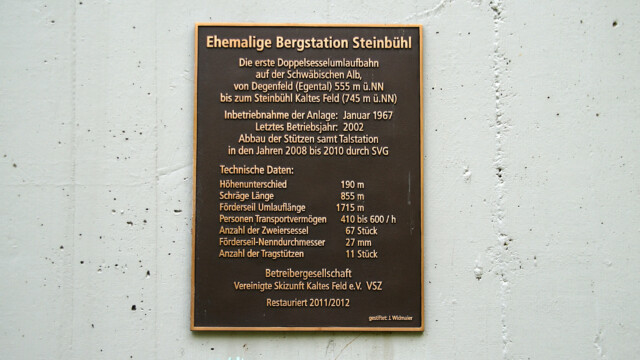 Ehemalige Bergstation Steinbühl
Die erste Doppelsesselumlaufbahn
auf der Schwäbischen Alb,
von Degenfeld (Egental) 555 m ü.NN
bis zum Steinbühl Kaltes Feld (745 m ü.NN)
Inbetriebnahme der Anlage: Januar 1967
Letztes Betriebsjahr: 2002
Abbau der Stützen samt Talstation
in den Jahren 2008 bis 2010 durch SVG
Technische Daten:
Höhenunterschied 190 m
Schräge Länge 855 m
Förderseil Umlauflänge 1715 m
Personen Transportvermögen 410 bis 600 / h
Anzahl der Zweiersessel 67 Stück
Förderseil-Nenndurchmesser 27 mm
Anzahl der Tragstützen 11 Stück
Betreibergesellschaft
Vereinigte Skizunft Kaltes Feld e.V. VSZ
Restauriert 2011/2012
gestiftet: J. Widmaier